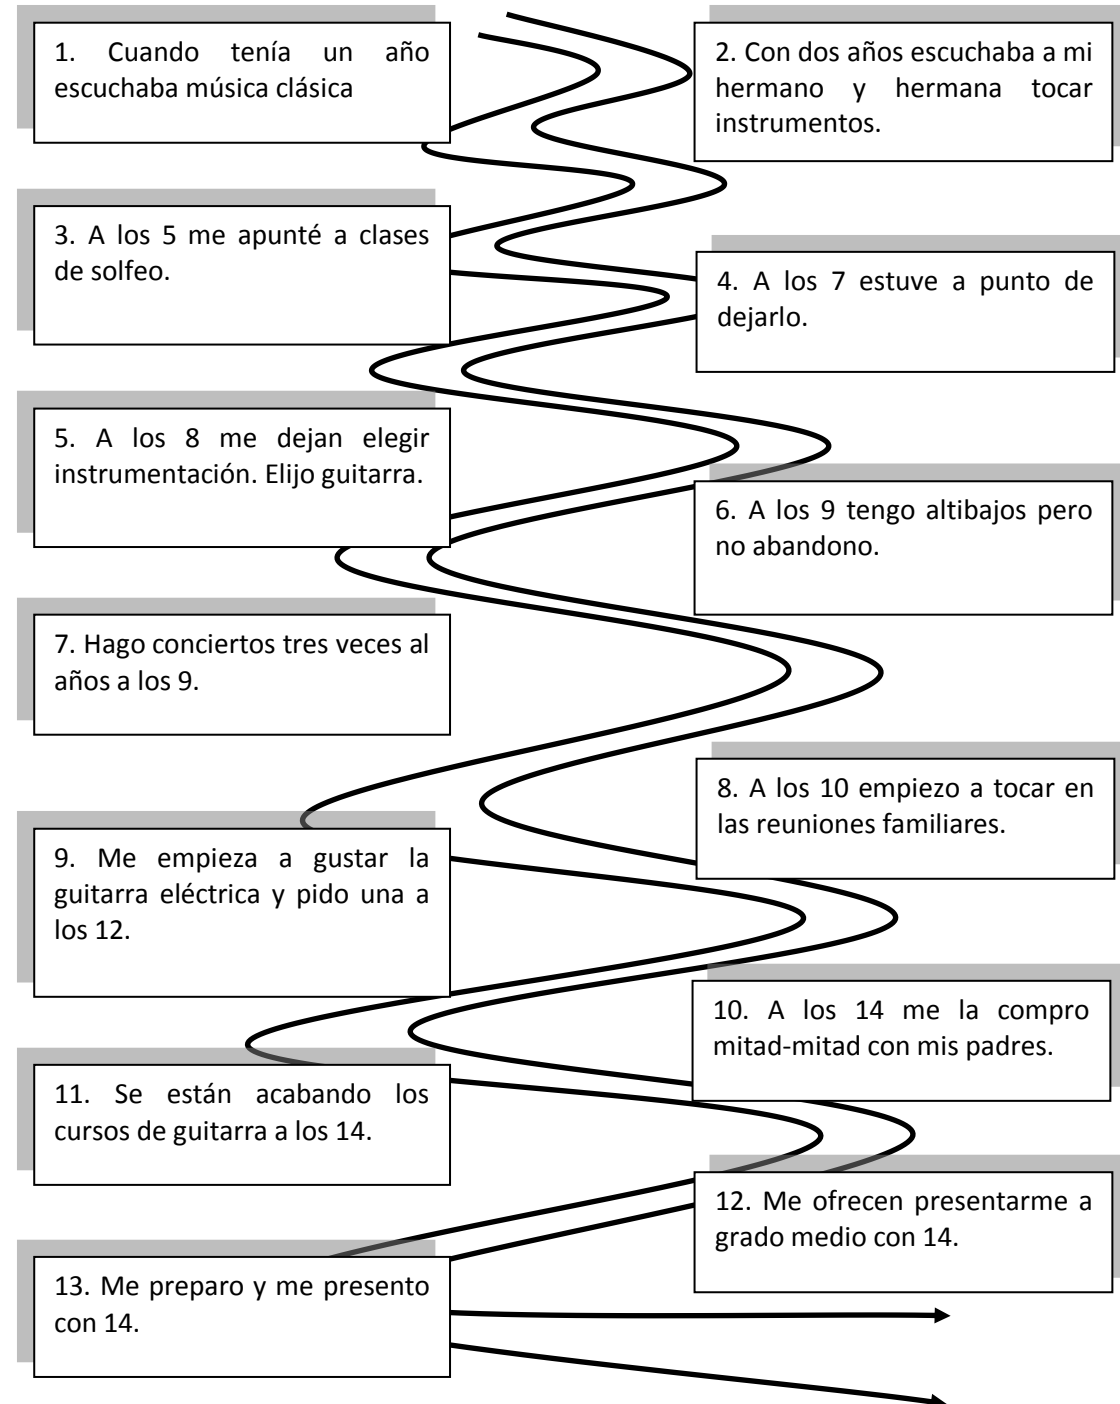 1. Cuando tenía un año
escuchaba música clásica
2. Con dos años escuchaba a mi
hermano y hermana tocar
instrumentos.
3. A los 5 me apunté a clases
de solfeo.
4. A los 7 estuve a punto de
dejarlo.
5. A los 8 me dejan elegir
instrumentación. Elijo guitarra.
6. A los 9 tengo altibajos pero
no abandono.
7. Hago conciertos tres veces al
años a los 9.
8. A los 10 empiezo a tocar en
las reuniones familiares.
9. Me empieza a gustar la
guitarra eléctrica y pido una a
los 12.
10. A los 14 me la compro
mitad-mitad con mis padres.
11. Se están acabando los
cursos de guitarra a los 14.
12. Me ofrecen presentarme a
grado medio con 14.
13. Me preparo y me presento
con 14.